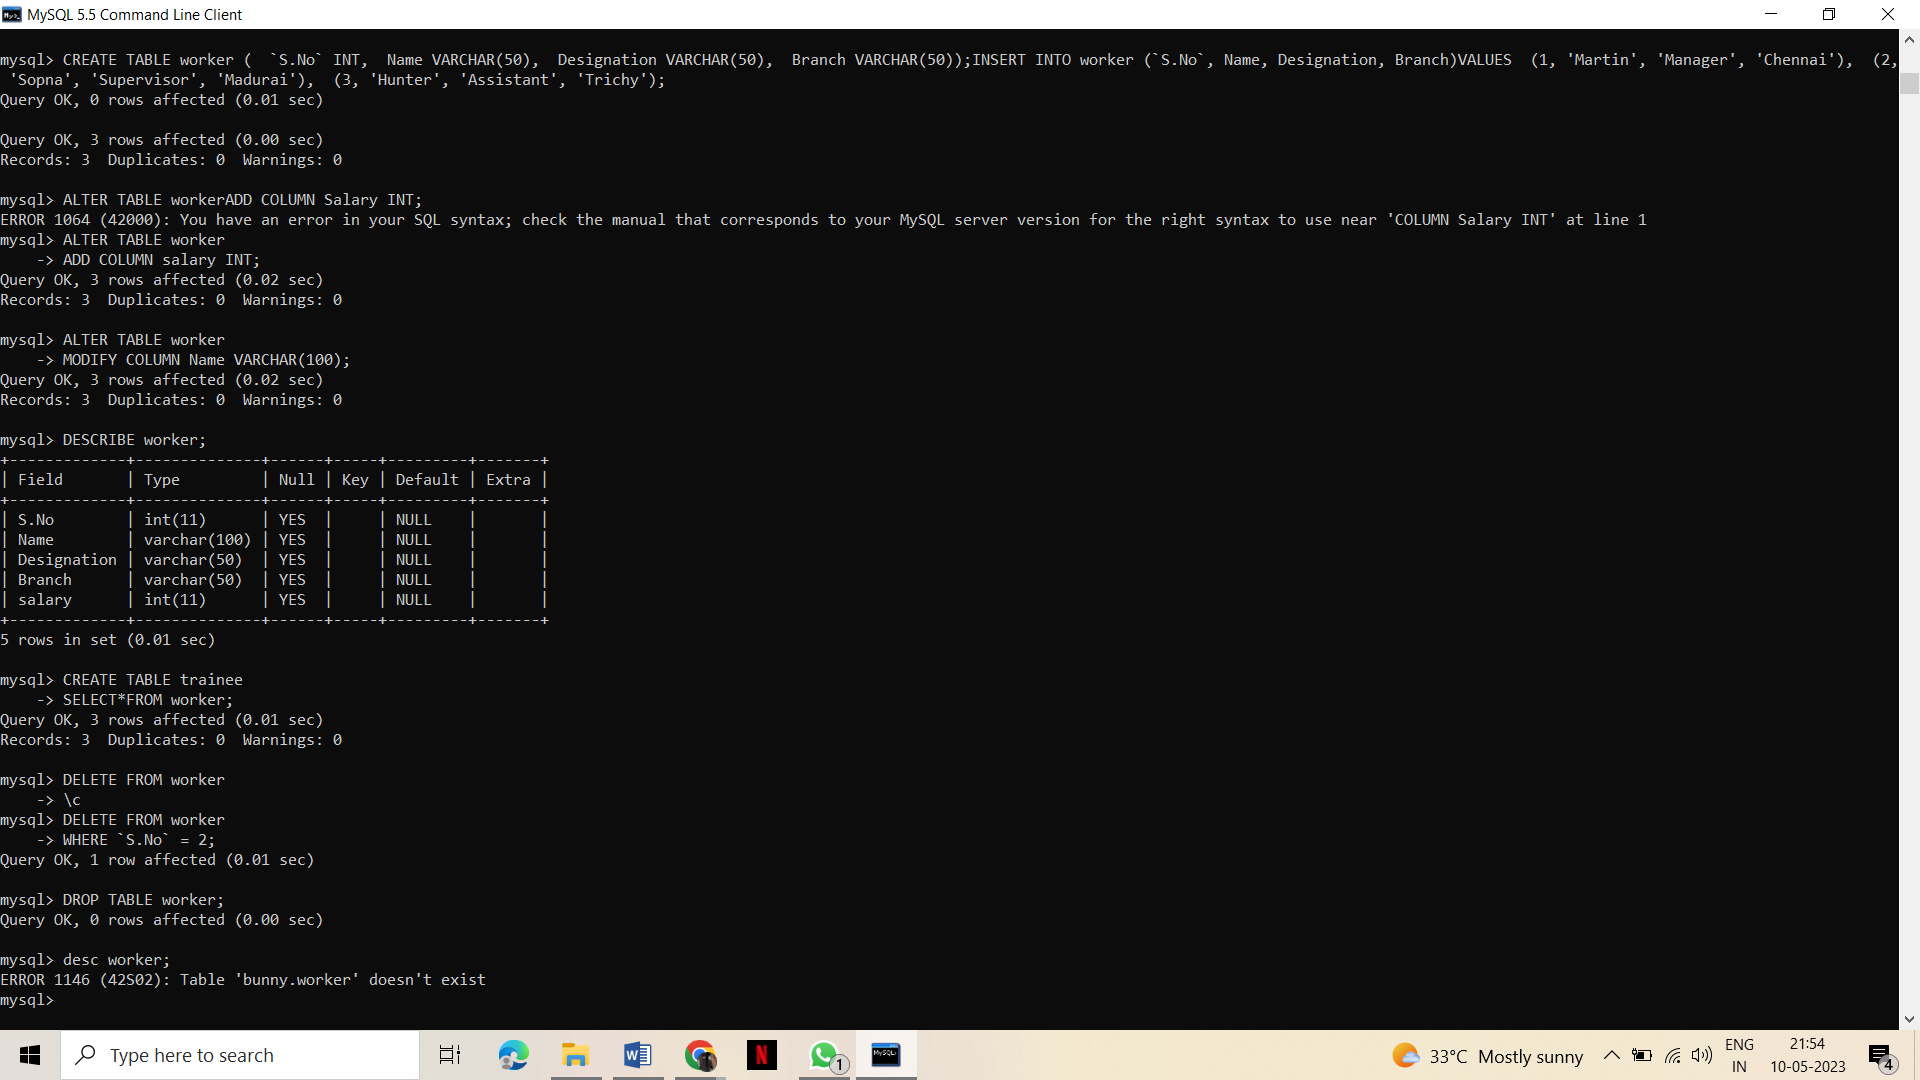 MySQL 5.5 Command Line Client
mysql> CREATE TABLE worker (  `S.No` INT,  Name VARCHAR(50),  Designation VARCHAR(50),  Branch VARCHAR(50));INSERT INTO worker (`S.No`, Name, Designation, Branch)VALUES  (1, 'Martin', 'Manager', 'Chennai'),  (2,
 'Sopna', 'Supervisor', 'Madurai'),  (3, 'Hunter', 'Assistant', 'Trichy');
Query OK, 0 rows affected (0.01 sec)

Query OK, 3 rows affected (0.00 sec)
Records: 3  Duplicates: 0  Warnings: 0

mysql> ALTER TABLE workerADD COLUMN Salary INT;
ERROR 1064 (42000): You have an error in your SQL syntax; check the manual that corresponds to your MySQL server version for the right syntax to use near 'COLUMN Salary INT' at line 1
mysql> ALTER TABLE worker
    -> ADD COLUMN salary INT;
Query OK, 3 rows affected (0.02 sec)
Records: 3  Duplicates: 0  Warnings: 0

mysql> ALTER TABLE worker
    -> MODIFY COLUMN Name VARCHAR(100);
Query OK, 3 rows affected (0.02 sec)
Records: 3  Duplicates: 0  Warnings: 0

mysql> DESCRIBE worker;
+-------------+--------------+------+-----+---------+-------+
| Field       | Type         | Null | Key | Default | Extra |
+-------------+--------------+------+-----+---------+-------+
| S.No        | int(11)      | YES  |     | NULL    |       |
| Name        | varchar(100) | YES  |     | NULL    |       |
| Designation | varchar(50)  | YES  |     | NULL    |       |
| Branch      | varchar(50)  | YES  |     | NULL    |       |
| salary      | int(11)      | YES  |     | NULL    |       |
+-------------+--------------+------+-----+---------+-------+
5 rows in set (0.01 sec)

mysql> CREATE TABLE trainee
    -> SELECT*FROM worker;
Query OK, 3 rows affected (0.01 sec)
Records: 3  Duplicates: 0  Warnings: 0

mysql> DELETE FROM worker
    -> \c
mysql> DELETE FROM worker
    -> WHERE `S.No` = 2;
Query OK, 1 row affected (0.01 sec)

mysql> DROP TABLE worker;
Query OK, 0 rows affected (0.00 sec)

mysql> desc worker;
ERROR 1146 (42S02): Table 'bunny.worker' doesn't exist
mysql>
Type here to search
W
N
1
MySQL
33°C Mostly sunny
ENG
IN
21:54
10-05-2023
4